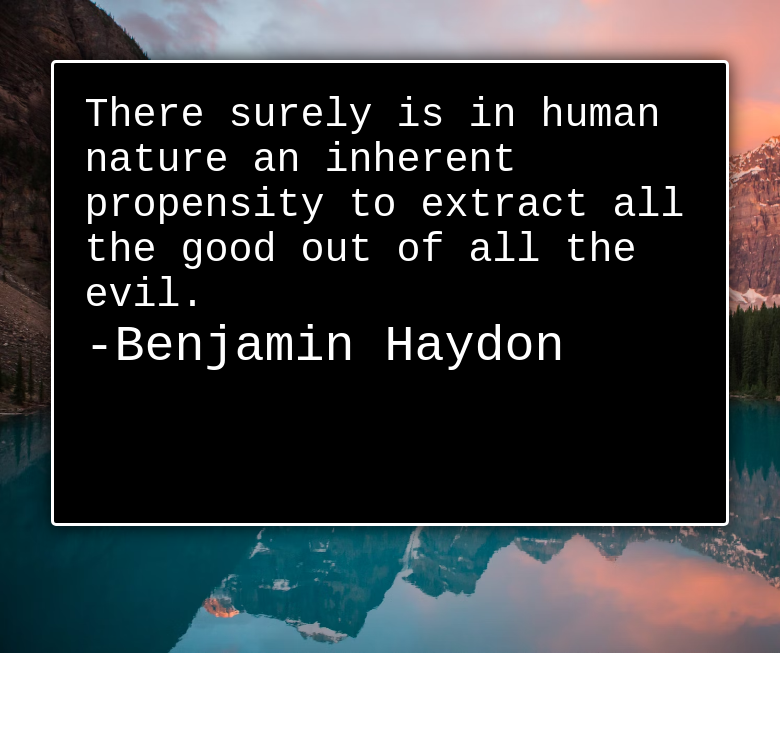 There surely is in human
nature an inherent
propensity to extract all
the good out of all the
evil.
-Benjamin Haydon